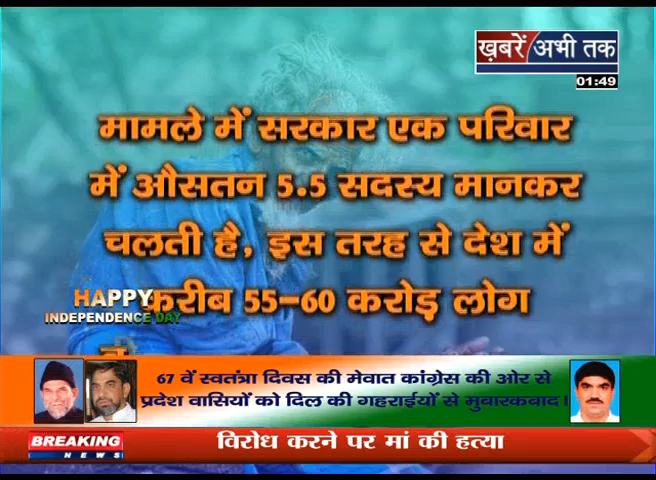 ख़बरें अभी तक
01:49
मामले में सरकार एक परिवार
में औसतन 5.5 सदस्य मानकर
चलती है, इस तरह से देश में
करीब 55-60 करोड़ लोग
HAPPY
INDEPENDENCE DAY
67 वें स्वतंत्रा दिवस की मेवात कांग्रेस की ओर से
प्रदेश वासियों को दिल की गहराईयों से मुबारकबाद।
BREAKING
NEWS
विरोध करने पर मां की हत्या